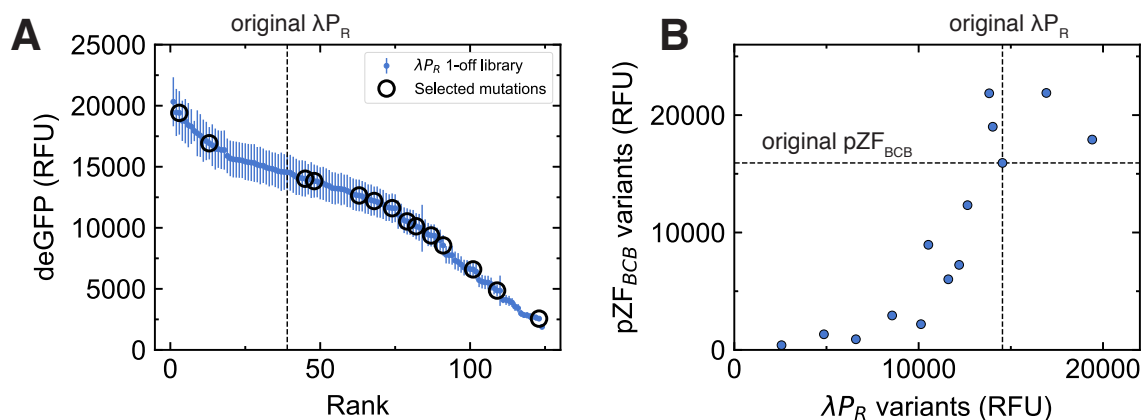 A
original λP_R
25000
20000
15000
10000
5000
0
deGFP (RFU)
λP_R 1-off library
Selected mutations
0
50
100
Rank
B
original λP_R
20000
10000
0
pZF_BCB variants (RFU)
original pZF_BCB
0
10000
20000
λP_R variants (RFU)